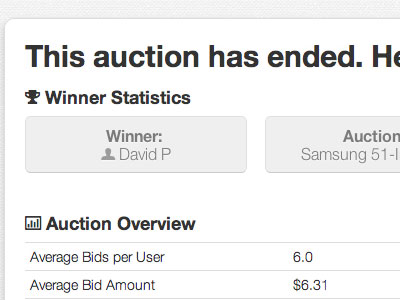 This auction has ended. He
Winner Statistics
Winner:
David P
Auction
Samsung 51-I
Auction Overview
Average Bids per User 6.0
Average Bid Amount $6.31